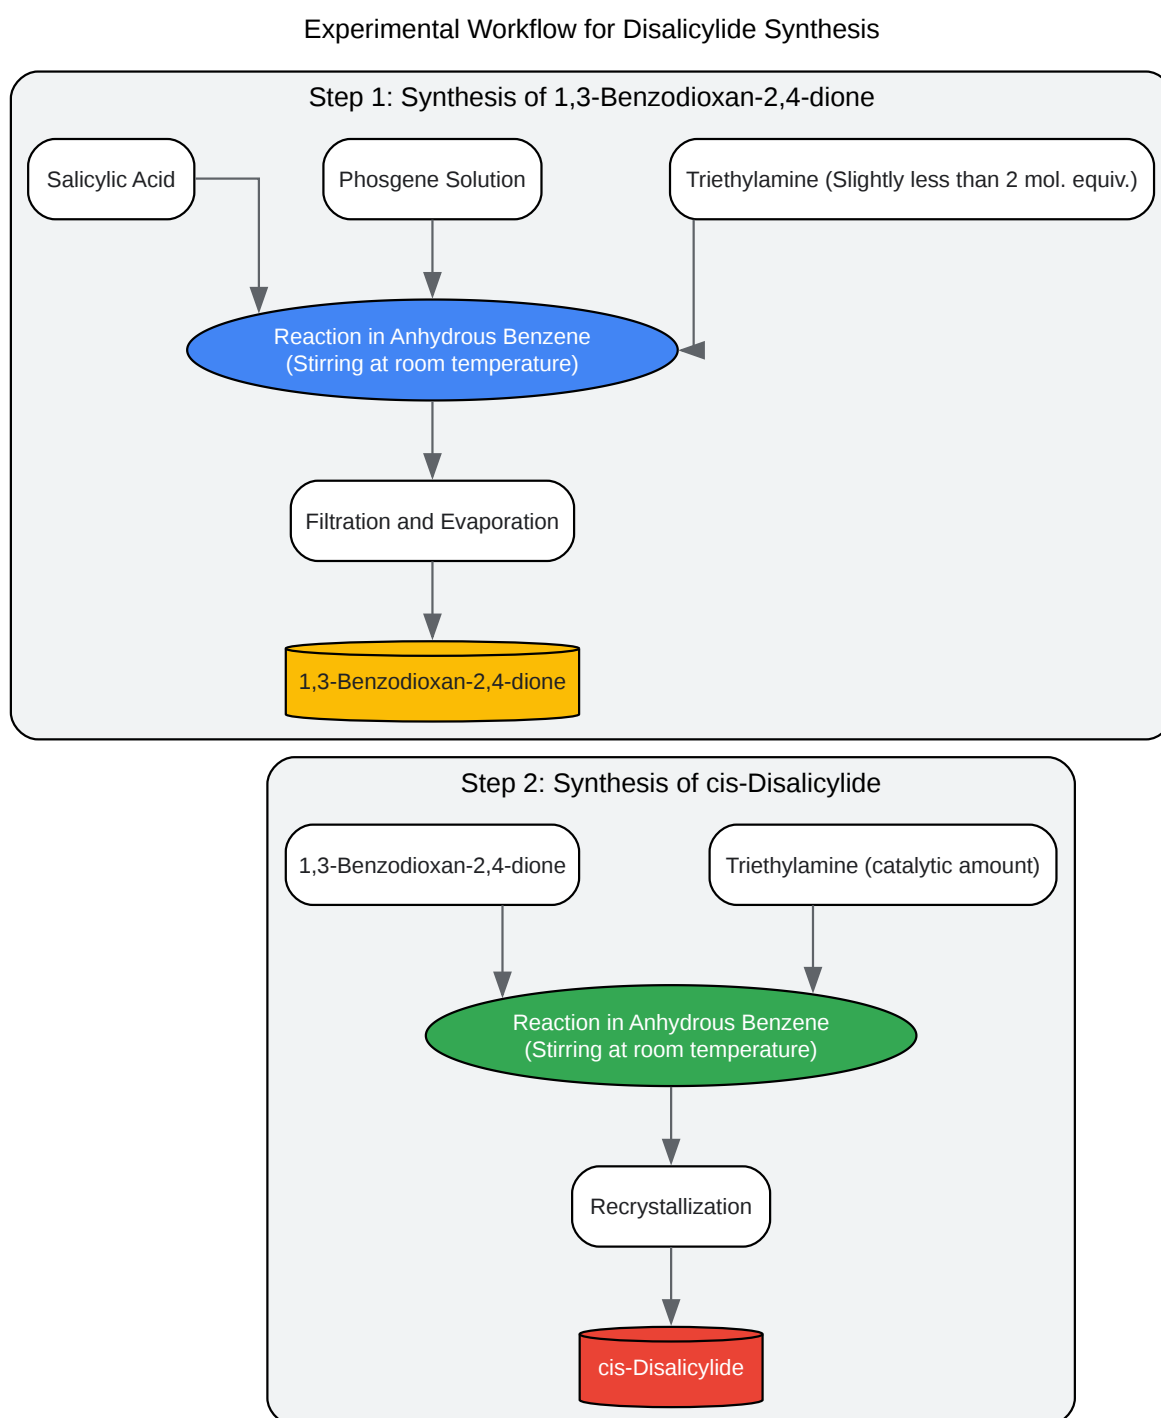 Experimental Workflow for Disalicylide Synthesis
Step 1: Synthesis of 1,3-Benzodioxan-2,4-dione
Salicylic Acid
Phosgene Solution
Triethylamine (Slightly less than 2 mol. equiv.)
Reaction in Anhydrous Benzene
(Stirring at room temperature)
Filtration and Evaporation
1,3-Benzodioxan-2,4-dione
Step 2: Synthesis of cis-Disalicylide
1,3-Benzodioxan-2,4-dione
Triethylamine (catalytic amount)
Reaction in Anhydrous Benzene
(Stirring at room temperature)
Recrystallization
cis-Disalicylide